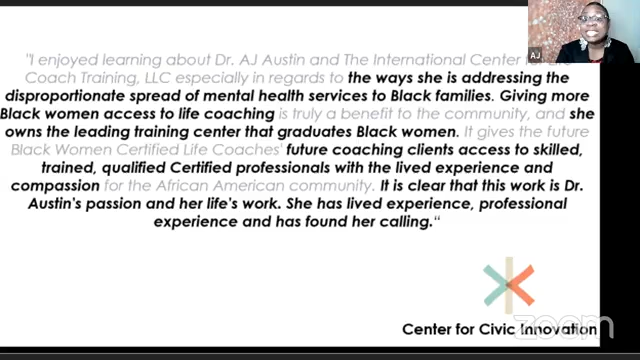 AJ
"I enjoyed learning about Dr. AJ Austin and The International Center for Life
Coach Training, LLC especially in regards to the ways she is addressing the
disproportionate spread of mental health services to Black families. Giving more
Black women access to life coaching is truly a benefit to the community, and she
owns the leading training center that graduates Black women. It gives the future
Black Women Certified Life Coaches' future coaching clients access to skilled,
trained, qualified Certified professionals with the lived experience and
compassion for the African American community. It is clear that this work is Dr.
Austin's passion and her life's work. She has lived experience, professional
experience and has found her calling."
zoom
Center for Civic Innovation